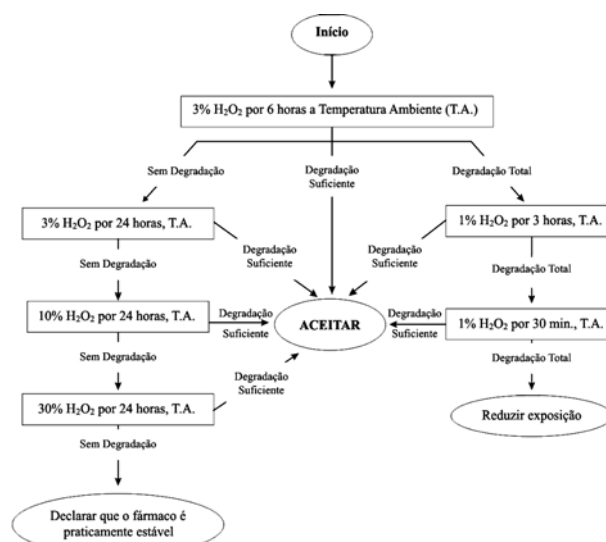 Início
3% H₂O₂ por 6 horas a Temperatura Ambiente (T.A.)
Sem Degradação
Degradação
Suficiente
Degradação Total
3% H₂O₂ por 24 horas, T.A.
1% H₂O₂ por 3 horas, T.A.
Degradação
Suficiente
Degradação
Suficiente
Sem Degradação
Degradação Total
10% H₂O₂ por 24 horas, T.A.
Degradação
Suficiente
ACEITAR
Degradação
Suficiente
1% H₂O₂ por 30 min., T.A.
Sem Degradação
Degradação
Suficiente
Degradação Total
30% H₂O₂ por 24 horas, T.A.
Reduzir exposição
Sem Degradação
Declarar que o fármaco é
praticamente estável